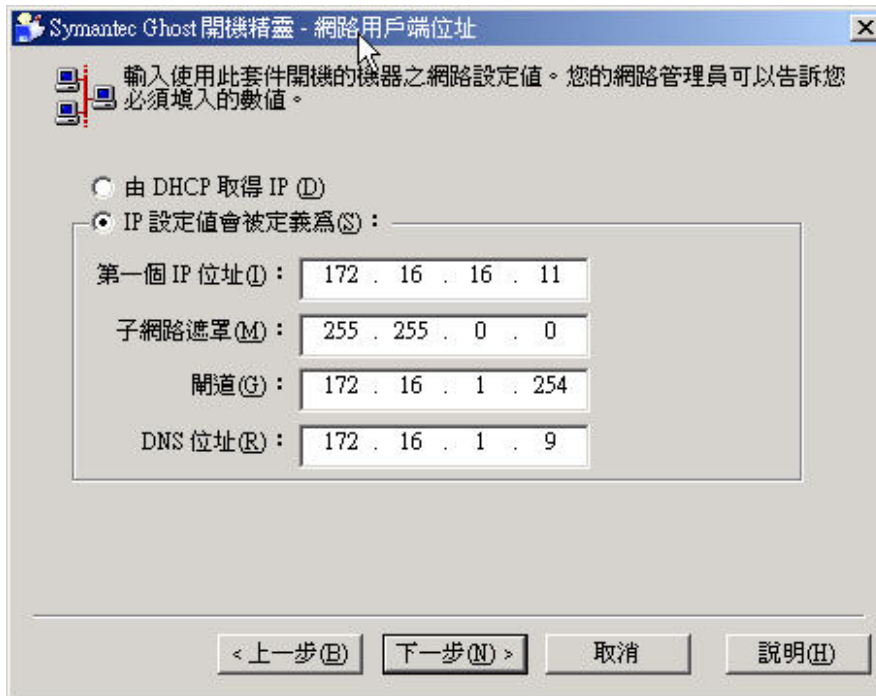 Symantec Ghost 開機精靈 - 網路用戶端位址
輸入使用此套件開機的機器之網路設定值。您的網路管理員可以告訴您
必須填入的數值。
由 DHCP 取得 IP (D)
IP 設定值會被定義為(S)：
第一個 IP 位址(I)： 172 . 16 . 16 . 11
子網路遮罩(M)： 255 . 255 . 0 . 0
閘道(G)： 172 . 16 . 1 . 254
DNS 位址(R)： 172 . 16 . 1 . 9
< 上一步(B) 下一步(N) > 取消 說明(H)